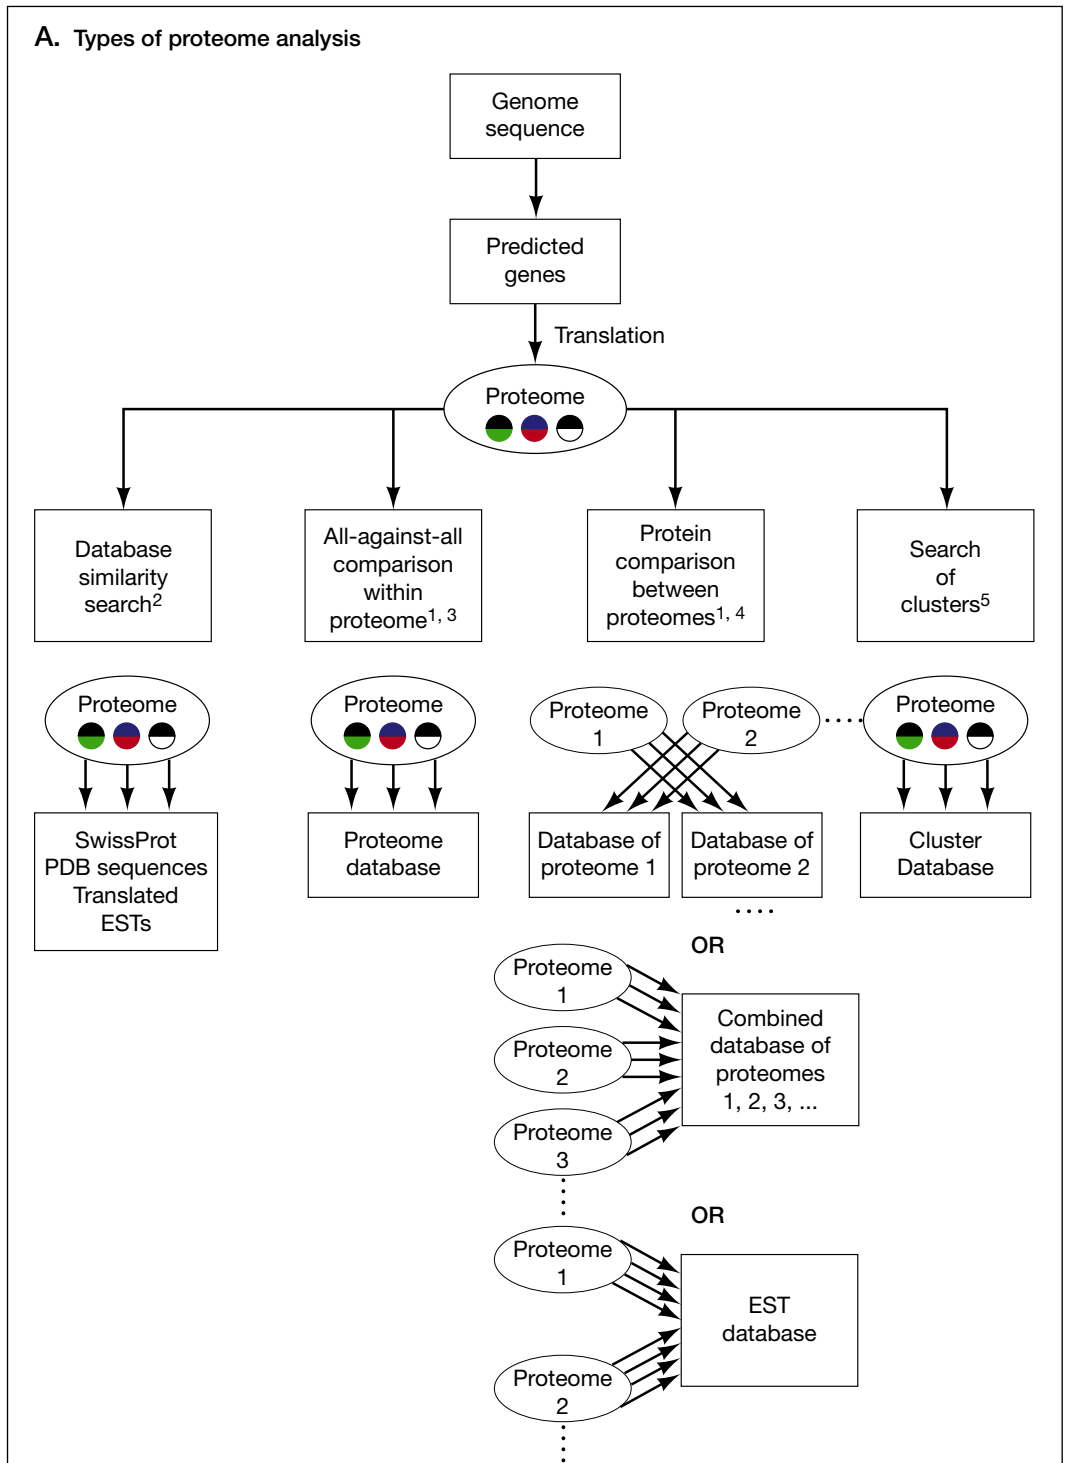 A. Types of proteome analysis
Genome
sequence
Predicted
genes
Translation
Proteome
Database
similarity
search2
All-against-all
comparison
within
proteome1, 3
Protein
comparison
between
proteomes1, 4
Search
of
clusters5
Proteome
SwissProt
PDB sequences
Translated
ESTs
Proteome
Proteome
database
Proteome
1
Proteome
2
....
Database of
proteome 1
Database of
proteome 2
....
Proteome
Cluster
Database
OR
Proteome
1
Proteome
2
Proteome
3
....
Combined
database of
proteomes
1, 2, 3, ...
OR
Proteome
1
Proteome
2
....
EST
database